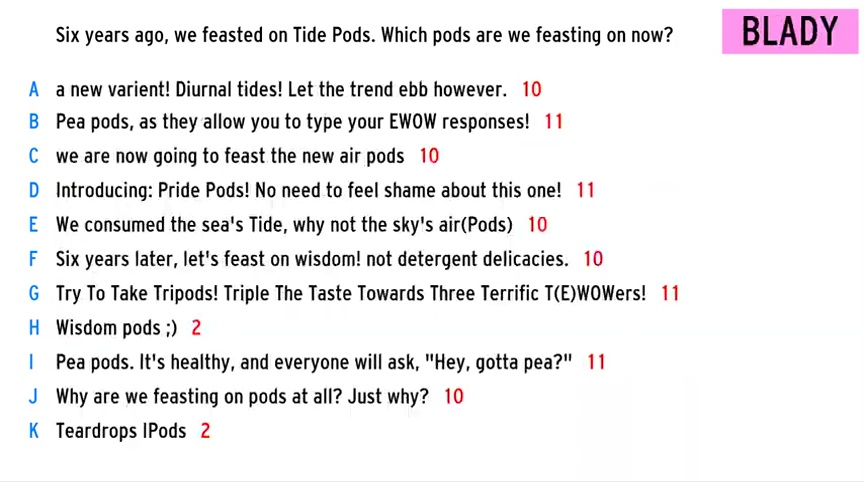 Six years ago, we feasted on Tide Pods. Which pods are we feasting on now?
BLADY
A a new varient! Diurnal tides! Let the trend ebb however. 10
B Pea pods, as they allow you to type your EWOW responses! 11
C we are now going to feast the new air pods 10
D Introducing: Pride Pods! No need to feel shame about this one! 11
E We consumed the sea's Tide, why not the sky's air(Pods) 10
F Six years later, let's feast on wisdom! not detergent delicacies. 10
G Try To Take Tripods! Triple The Taste Towards Three Terrific T(E)WOWers! 11
H Wisdom pods ;) 2
I Pea pods. It's healthy, and everyone will ask, "Hey, gotta pea?" 11
J Why are we feasting on pods at all? Just why? 10
K Teardrops IPods 2